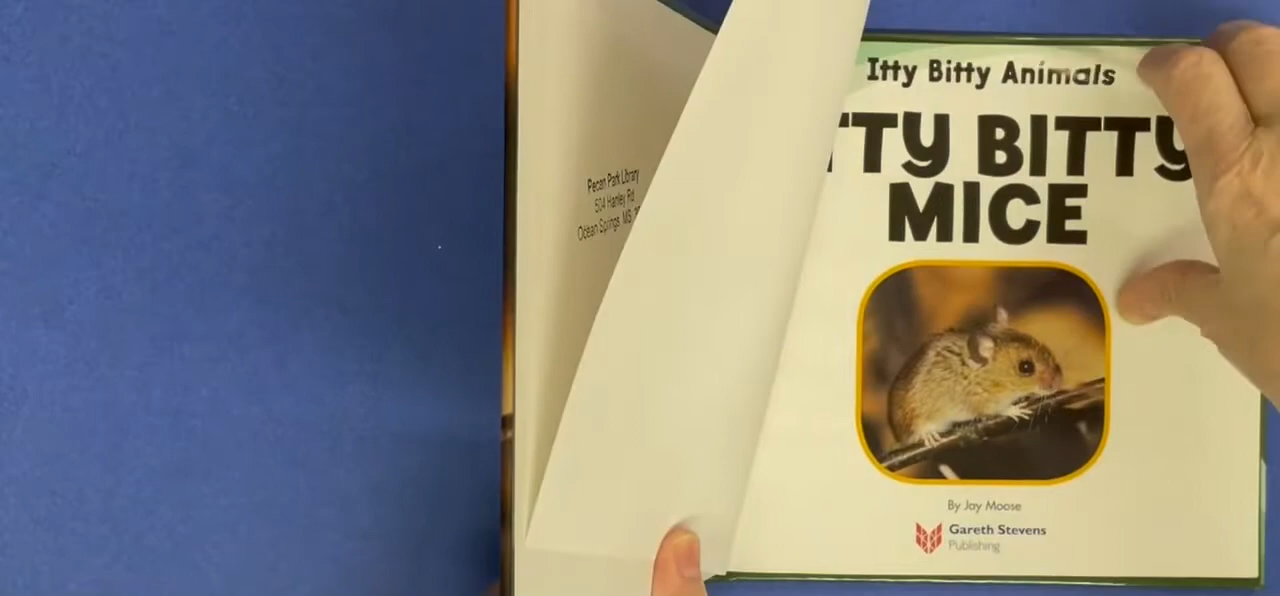 Pecan Park Library
504 Hanley Rd
Ocean Springs MS
Itty Bitty Animals
TTY BITTY
MICE
By Jay Moose
Gareth Stevens
Publishing